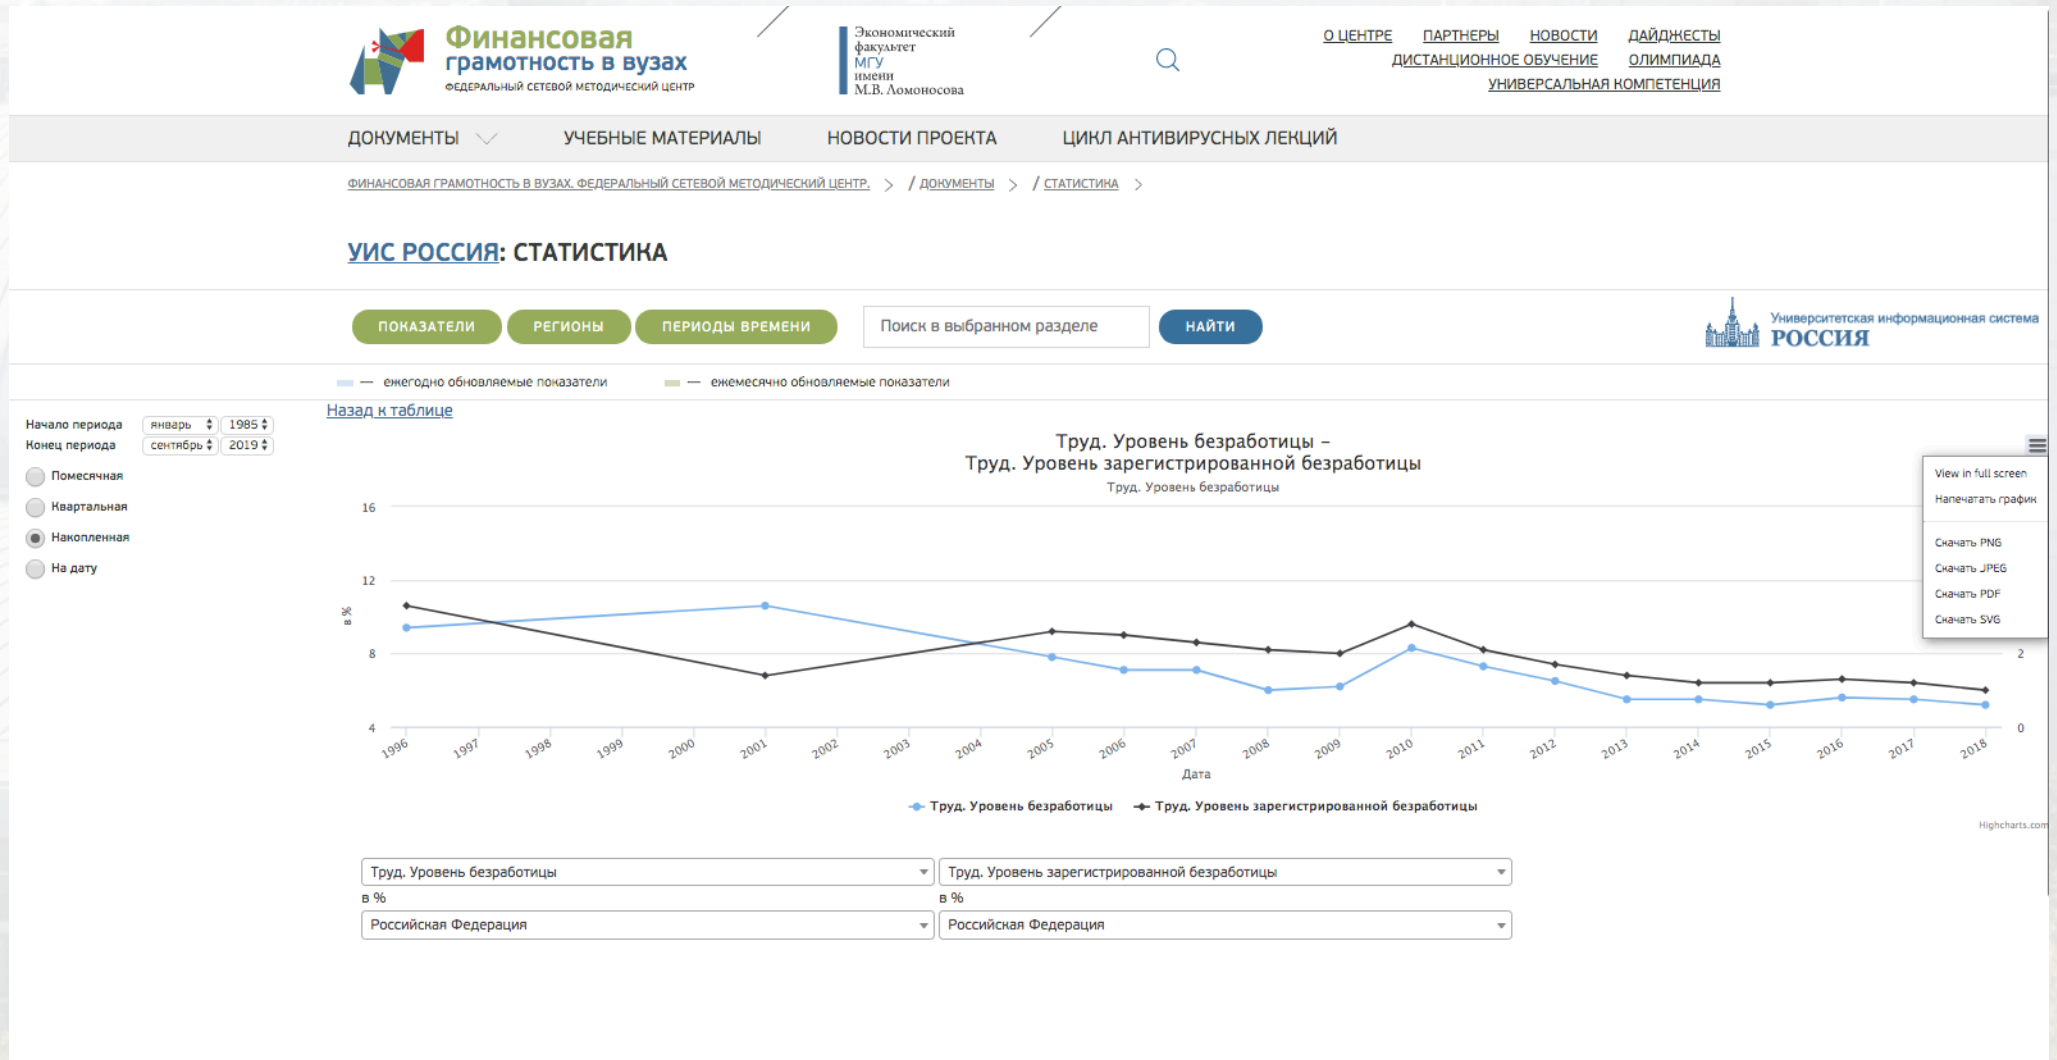 Финансовая
грамотность в вузах
ФЕДЕРАЛЬНЫЙ СЕТЕВОЙ МЕТОДИЧЕСКИЙ ЦЕНТР
Экономический
факультет
МГУ
имени
М.В. Ломоносова
О ЦЕНТРЕ ПАРТНЕРЫ НОВОСТИ ДАЙДЖЕСТЫ
ДИСТАНЦИОННОЕ ОБУЧЕНИЕ ОЛИМПИАДА
УНИВЕРСАЛЬНАЯ КОМПЕТЕНЦИЯ
ДОКУМЕНТЫ УЧЕБНЫЕ МАТЕРИАЛЫ НОВОСТИ ПРОЕКТА ЦИКЛ АНТИВИРУСНЫХ ЛЕКЦИЙ
ФИНАНСОВАЯ ГРАМОТНОСТЬ В ВУЗАХ. ФЕДЕРАЛЬНЫЙ СЕТЕВОЙ МЕТОДИЧЕСКИЙ ЦЕНТР. > / ДОКУМЕНТЫ > / СТАТИСТИКА >
УИС РОССИЯ: СТАТИСТИКА
ПОКАЗАТЕЛИ РЕГИОНЫ ПЕРИОДЫ ВРЕМЕНИ Поиск в выбранном разделе НАЙТИ
Университетская информационная система
РОССИЯ
— ежегодно обновляемые показатели — ежемесячно обновляемые показатели
Назад к таблице
Начало периода январь 1985
Конец периода сентябрь 2019
Помесячная
Квартальная
Накопленная
На дату
Труд. Уровень безработицы –
Труд. Уровень зарегистрированной безработицы
Труд. Уровень безработицы
View in full screen
Напечатать график
Скачать PNG
Скачать JPEG
Скачать PDF
Скачать SVG
16
12
8
4
в %
2
0
1996 1997 1998 1999 2000 2001 2002 2003 2004 2005 2006 2007 2008 2009 2010 2011 2012 2013 2014 2015 2016 2017 2018
Дата
Труд. Уровень безработицы Труд. Уровень зарегистрированной безработицы
Highcharts.com
Труд. Уровень безработицы Труд. Уровень зарегистрированной безработицы
в % в %
Российская Федерация Российская Федерация